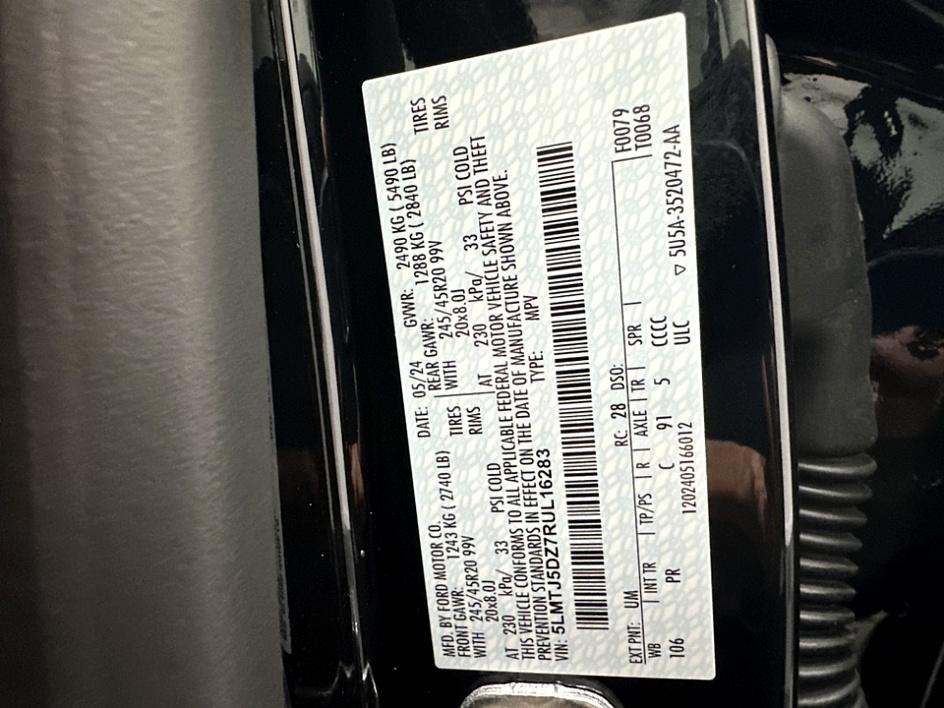 MFD. BY FORD MOTOR CO.
DATE: 05/24 GVWR: 2490 KG ( 5490 LB)
FRONT GAWR: 1243 KG ( 2740 LB) REAR GAWR: 1288 KG ( 2840 LB)
WITH 245/45R20 99V TIRES WITH 245/45R20 99V TIRES
20x8.0J RIMS 20x8.0J RIMS
AT 230 kPa/ 33 PSI COLD AT 230 kPa/ 33 PSI COLD
THIS VEHICLE CONFORMS TO ALL APPLICABLE FEDERAL MOTOR VEHICLE SAFETY AND THEFT
PREVENTION STANDARDS IN EFFECT ON THE DATE OF MANUFACTURE SHOWN ABOVE.
VIN: 5LMTJ5DZ7RUL16283 TYPE: MPV
EXT PNT: UM RC: 28 DSO: F0079
WB INT TR TP/PS R AXLE TR SPR T0068
106 PR C 91 5 CCCC
120240516601​2 ULC ▽ 5U5A-3520472-AA